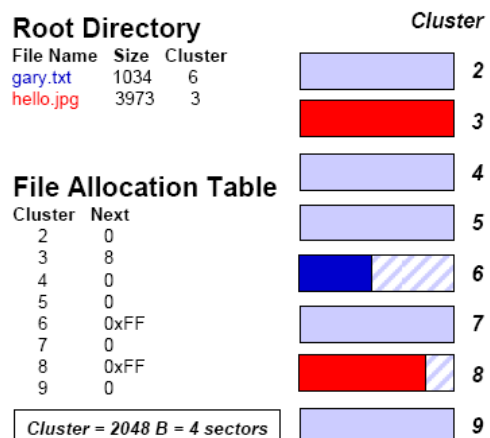 Root Directory
File Name Size Cluster
gary.txt 1034 6
hello.jpg 3973 3
File Allocation Table
Cluster Next
2 0
3 8
4 0
5 0
6 0xFF
7 0
8 0xFF
9 0
Cluster = 2048 B = 4 sectors
Cluster
2
3
4
5
6
7
8
9